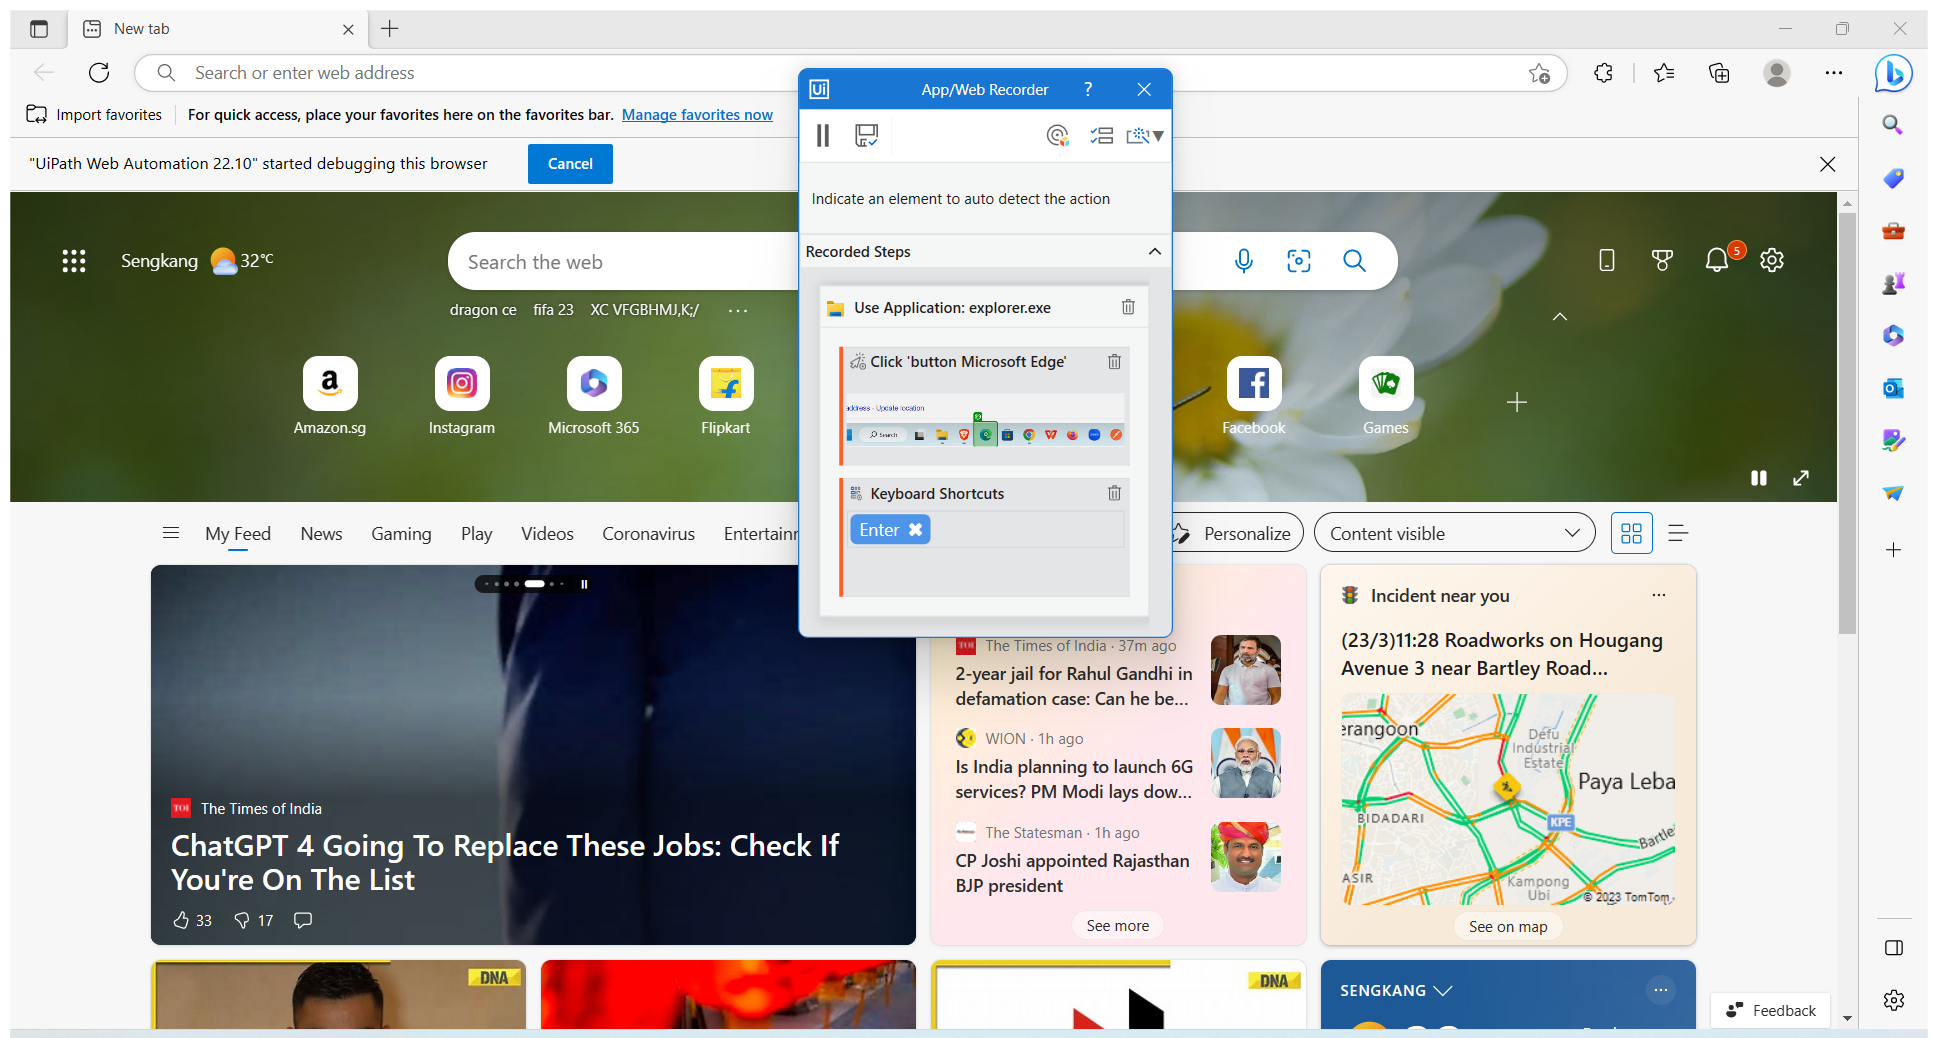 New tab
Search or enter web address
Import favorites
For quick access, place your favorites here on the favorites bar. Manage favorites now
"UiPath Web Automation 22.10" started debugging this browser
Cancel
Ui
App/Web Recorder
?
Indicate an element to auto detect the action
Recorded Steps
Use Application: explorer.exe
Click 'button Microsoft Edge'
address - Update location
Search
Keyboard Shortcuts
Enter
Sengkang
32°C
Search the web
5
dragon ce
fifa 23
XC VFGBHMJ,K;/
Amazon.sg
Instagram
Microsoft 365
Flipkart
Facebook
Games
My Feed
News
Gaming
Play
Videos
Coronavirus
Entertainm
Personalize
Content visible
TOI
The Times of India
ChatGPT 4 Going To Replace These Jobs: Check If
You're On The List
33
17
TOI
The Times of India · 37m ago
2-year jail for Rahul Gandhi in
defamation case: Can he be...
WION · 1h ago
Is India planning to launch 6G
services? PM Modi lays dow...
The Statesman · 1h ago
CP Joshi appointed Rajasthan
BJP president
See more
Incident near you
(23/3)11:28 Roadworks on Hougang
Avenue 3 near Bartley Road...
erangoon
Defu
Industrial
Estate
Paya Leba
BIDADARI
KPE
Bartle
ASIR
Kampong
Ubi
© 2023 TomTom
See on map
DNA
DNA
SENGKANG
Feedback